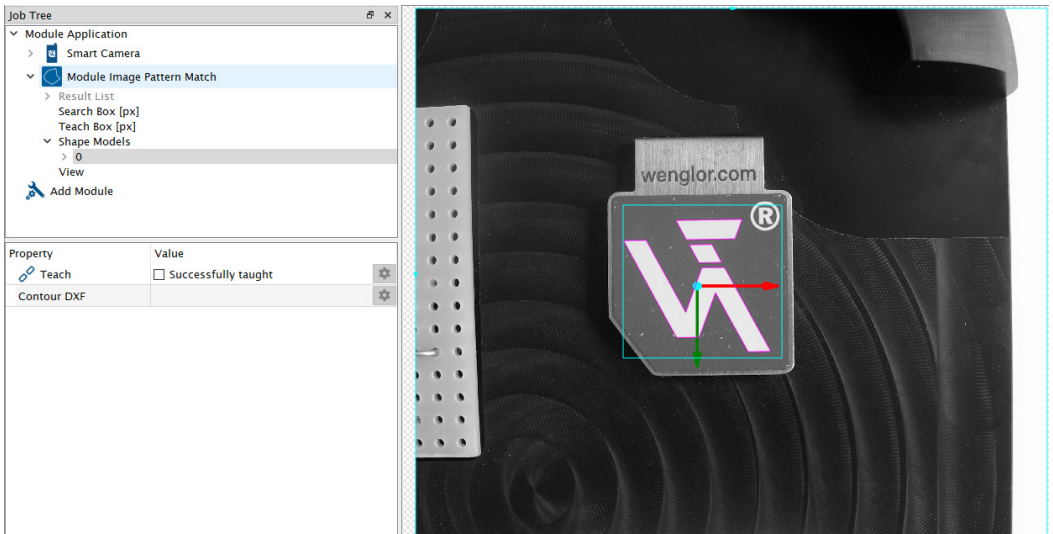 Job Tree
Module Application
Smart Camera
Module Image Pattern Match
Result List
Search Box [px]
Teach Box [px]
Shape Models
0
View
Add Module
Property Value
Teach Successfully taught
Contour DXF
wenglor.com
®